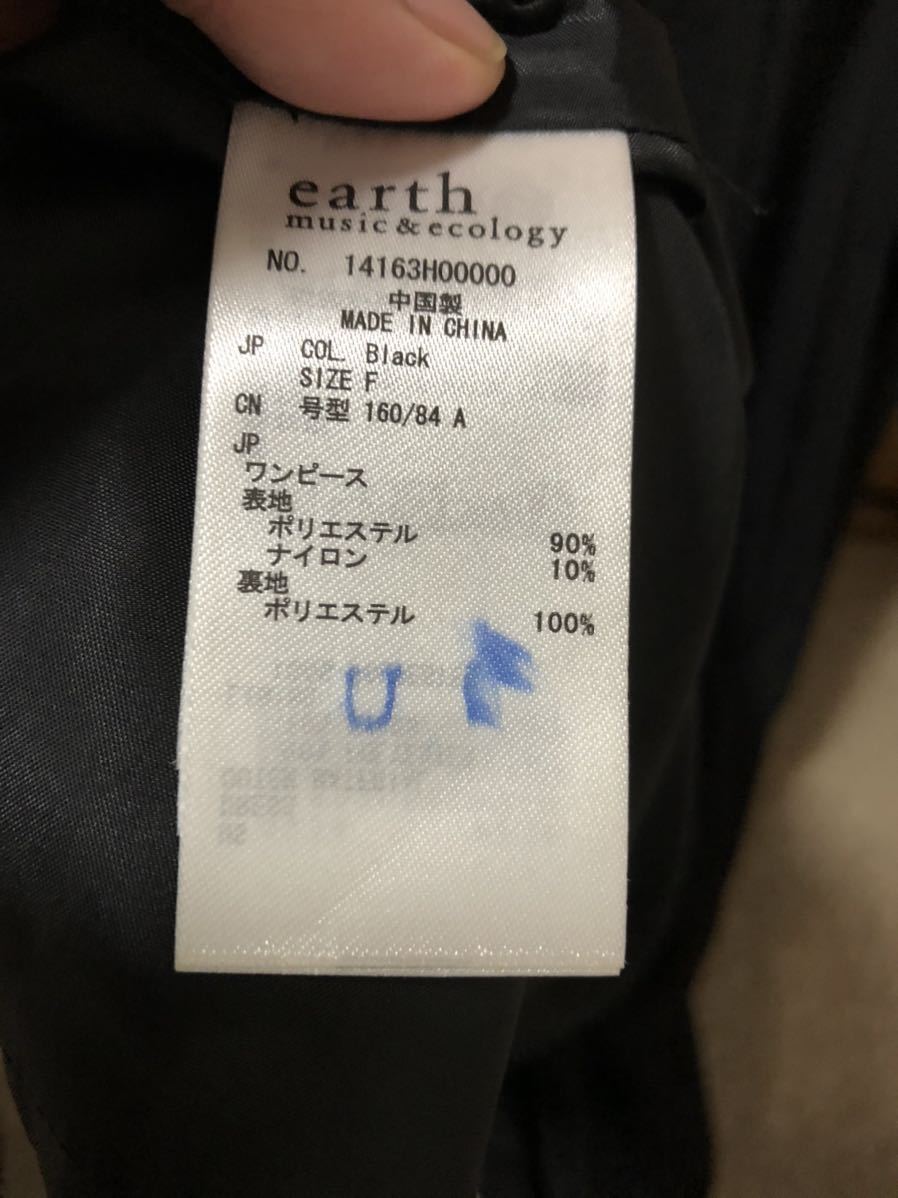 earth
music & ecology
NO. 14163H00000
中国製
MADE IN CHINA
JP COL. Black
SIZE F
CN 号型 160/84 A
JP
ワンピース
表地
ポリエステル 90%
ナイロン 10%
裏地
ポリエステル 100%
U